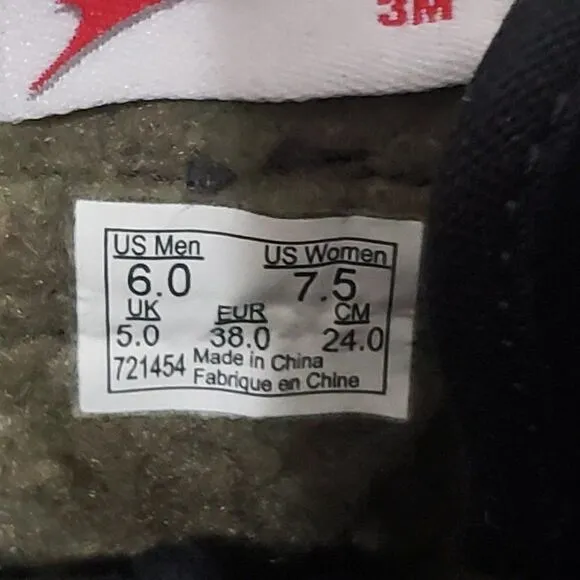 3M
US Men US Women
6.0 7.5
UK EUR CM
5.0 38.0 24.0
721454 Made in China
Fabrique en Chine